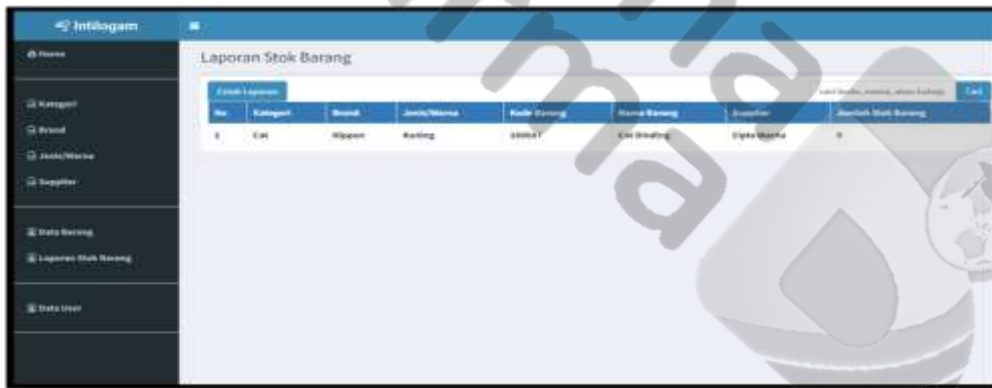 Intilogam
Home
Laporan Stok Barang
Cetak Laporan
Cari
Kategori
No Kategori Brand Jenis/Warna Kode Barang Nama Barang Supplier Jumlah Stok Barang
Brand
1 Cat Nippon Kuning Cat Dinding Cipta Warna
Jenis/Warna
Supplier
Data Barang
Laporan Stok Barang
Data User